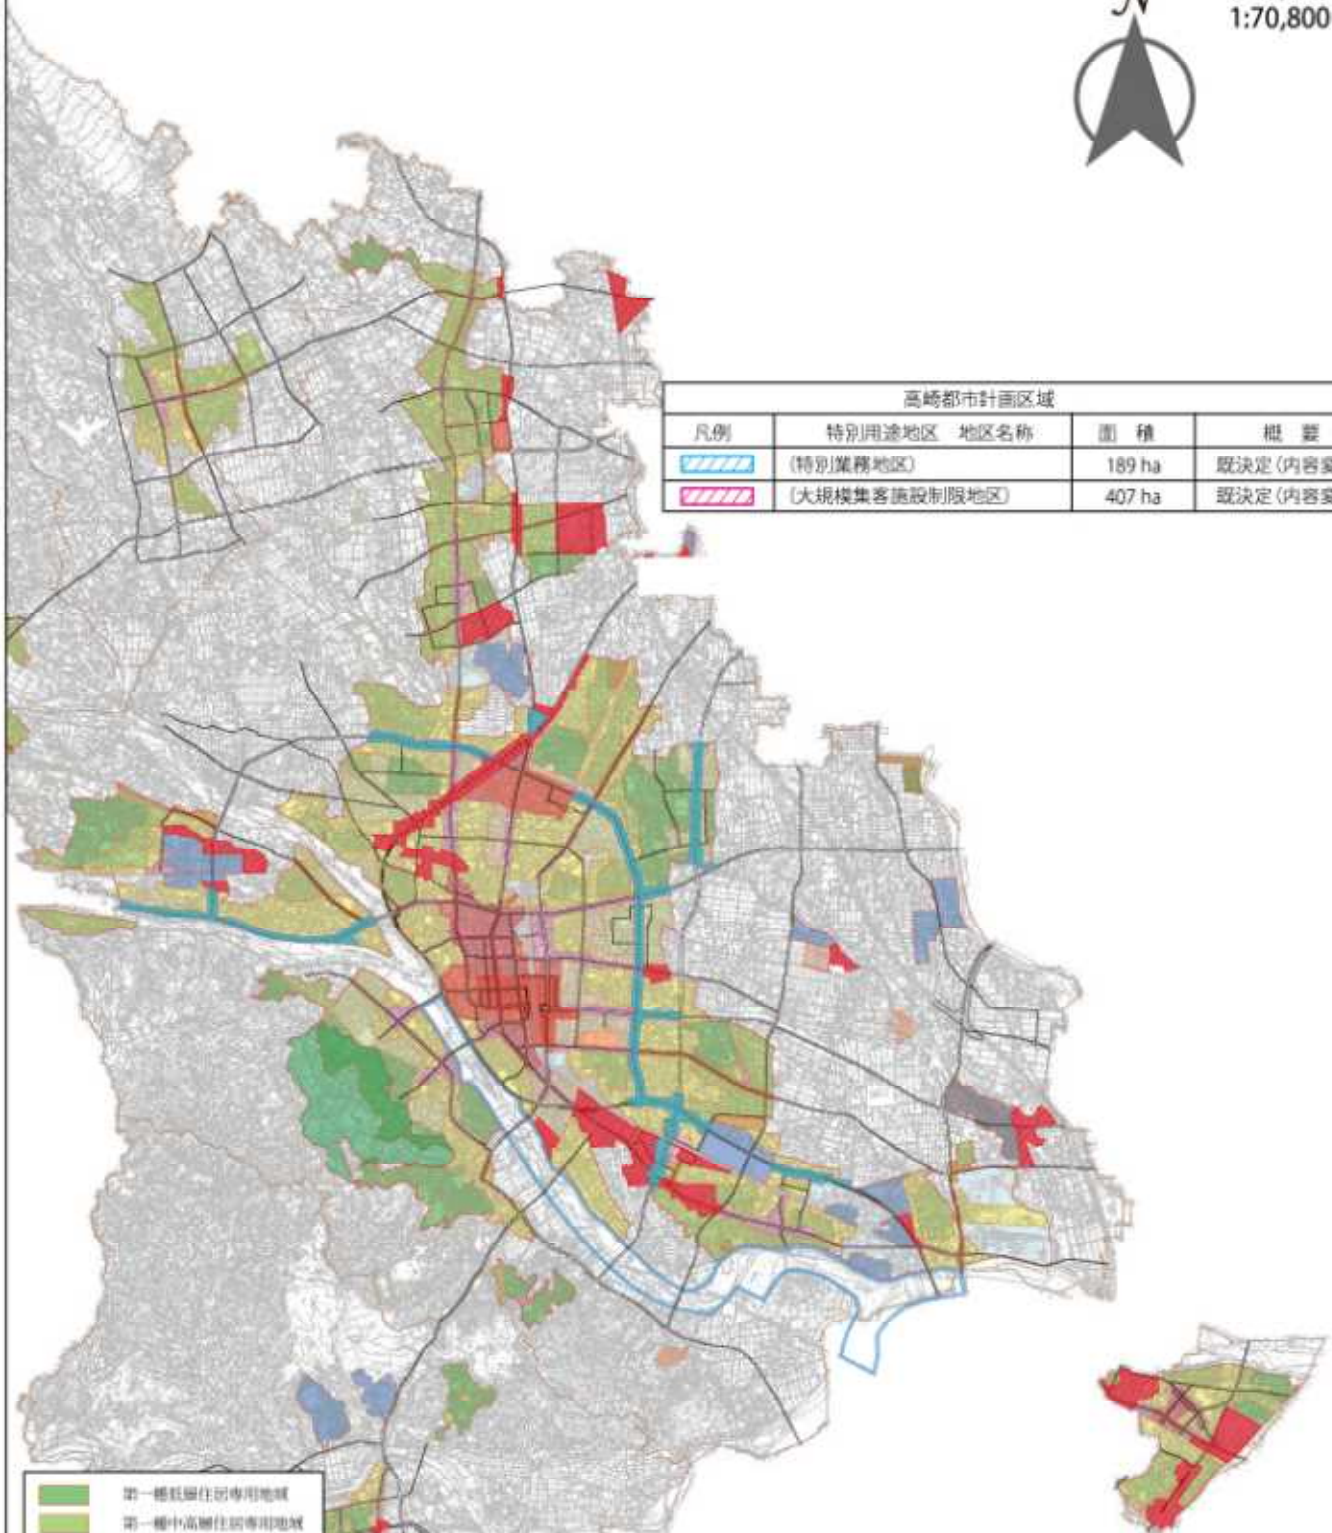 N
1:70,800
高崎都市計画区域
凡例 特別用途地区 地区名称 面 積 概 要
(特別業務地区) 189 ha 既決定(内容変
(大規模集客施設制限地区) 407 ha 既決定(内容変
第一種低層住居専用地域
第一種中高層住居専用地域